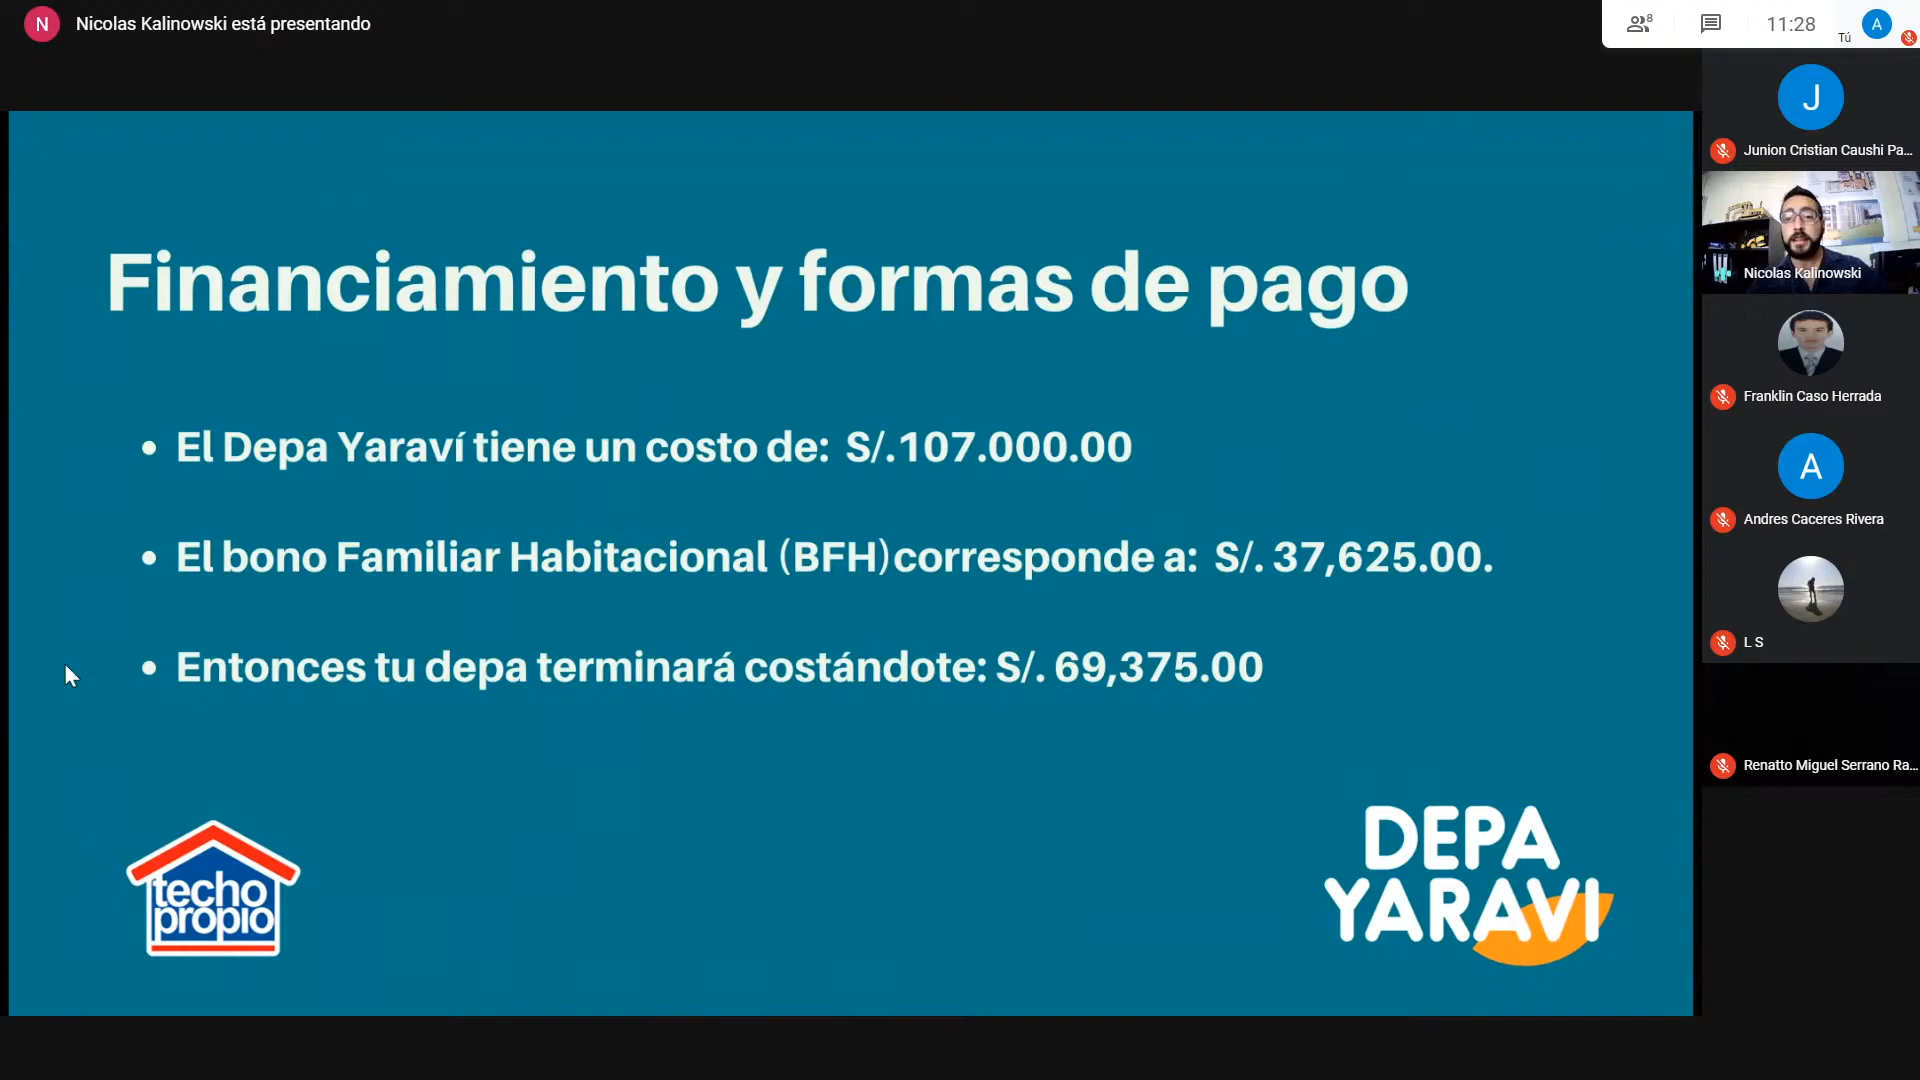 N
Nicolas Kalinowski está presentando
8
11:28
Tú
A
Financiamiento y formas de pago
• El Depa Yaraví tiene un costo de: S/.107.000.00
• El bono Familiar Habitacional (BFH)corresponde a: S/. 37,625.00.
• Entonces tu depa terminará costándote: S/. 69,375.00
techo
propio
DEPA
YARAVI
J
Junion Cristian Caushi Pa...
Nicolas Kalinowski
Franklin Caso Herrada
A
Andres Caceres Rivera
L S
Renatto Miguel Serrano Ra...